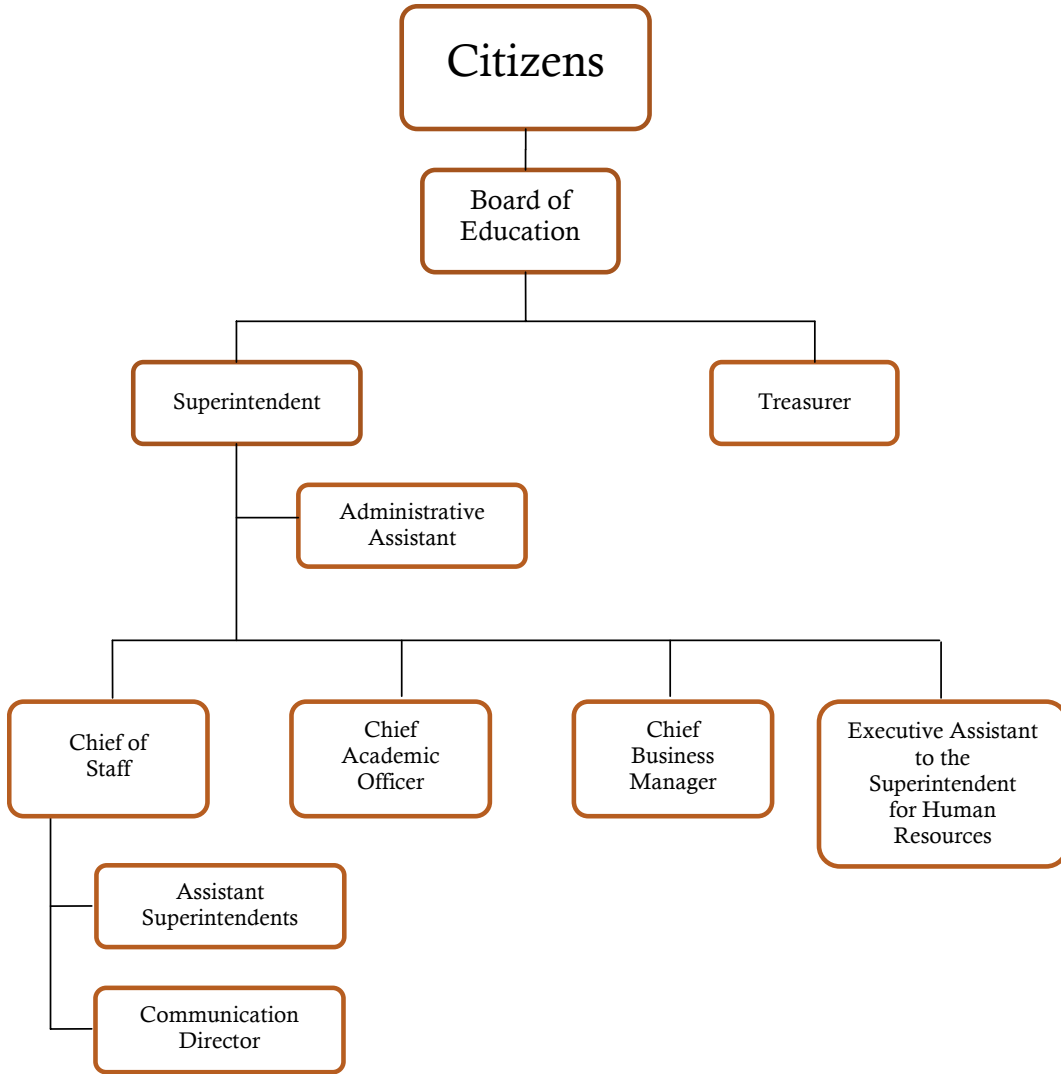 Citizens
Board of
Education
Superintendent
Treasurer
Administrative
Assistant
Chief of
Staff
Chief
Academic
Officer
Chief
Business
Manager
Executive Assistant
to the
Superintendent
for Human
Resources
Assistant
Superintendents
Communication
Director